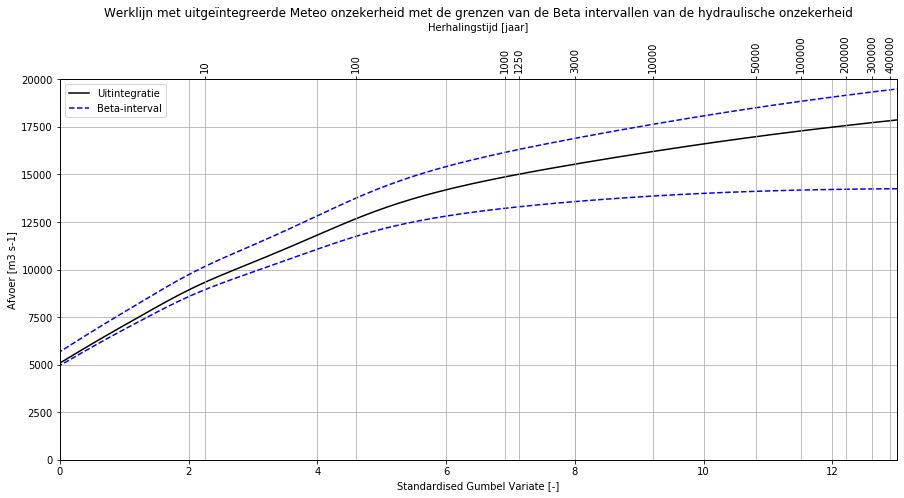 Werklijn met uitgeïntegreerde Meteo onzekerheid met de grenzen van de Beta intervallen van de hydraulische onzekerheid
Herhalingstijd [jaar]
10 100 1000 1250 3000 10000 50000 100000 200000 300000 400000
Uitintegratie
Beta-interval
20000
17500
15000
12500
10000
7500
5000
2500
0
Afvoer [m3 s-1]
0 2 4 6 8 10 12
Standardised Gumbel Variate [-]